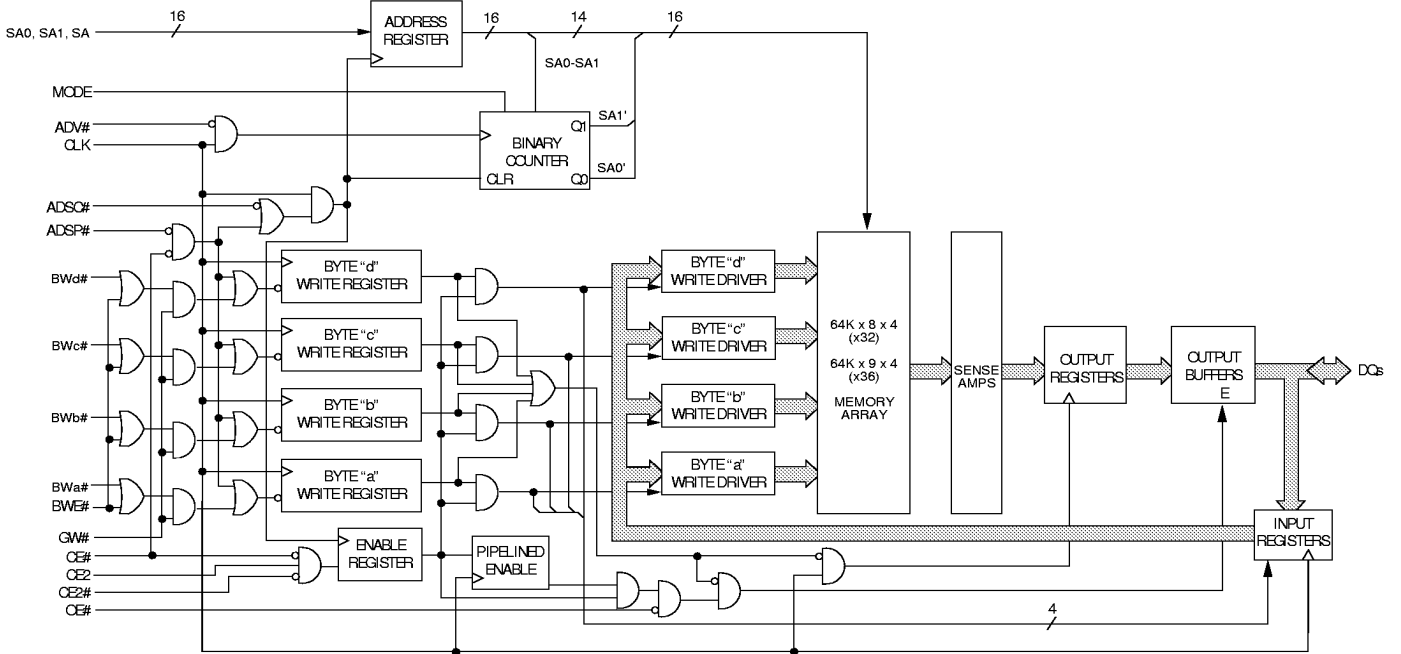 16
16
14
16
SA0, SA1, SA
ADDRESS
REGISTER
SA0-SA1
MODE
ADV#
CLK
Q1
SA1'
BINARY
COUNTER
CLR
Q0
SA0'
ADSC#
ADSP#
BWd#
BYTE "d"
WRITE REGISTER
BYTE "d"
WRITE DRIVER
BWc#
BYTE "c"
WRITE REGISTER
BYTE "c"
WRITE DRIVER
64K x 8 x 4
(x32)
64K x 9 x 4
(x36)
MEMORY
ARRAY
SENSE
AMPS
OUTPUT
REGISTERS
OUTPUT
BUFFERS
E
DQs
BWb#
BYTE "b"
WRITE REGISTER
BYTE "b"
WRITE DRIVER
BWa#
BWE#
BYTE "a"
WRITE REGISTER
BYTE "a"
WRITE DRIVER
GW#
CE#
CE2
CE2#
OE#
ENABLE
REGISTER
PIPELINED
ENABLE
INPUT
REGISTERS
4